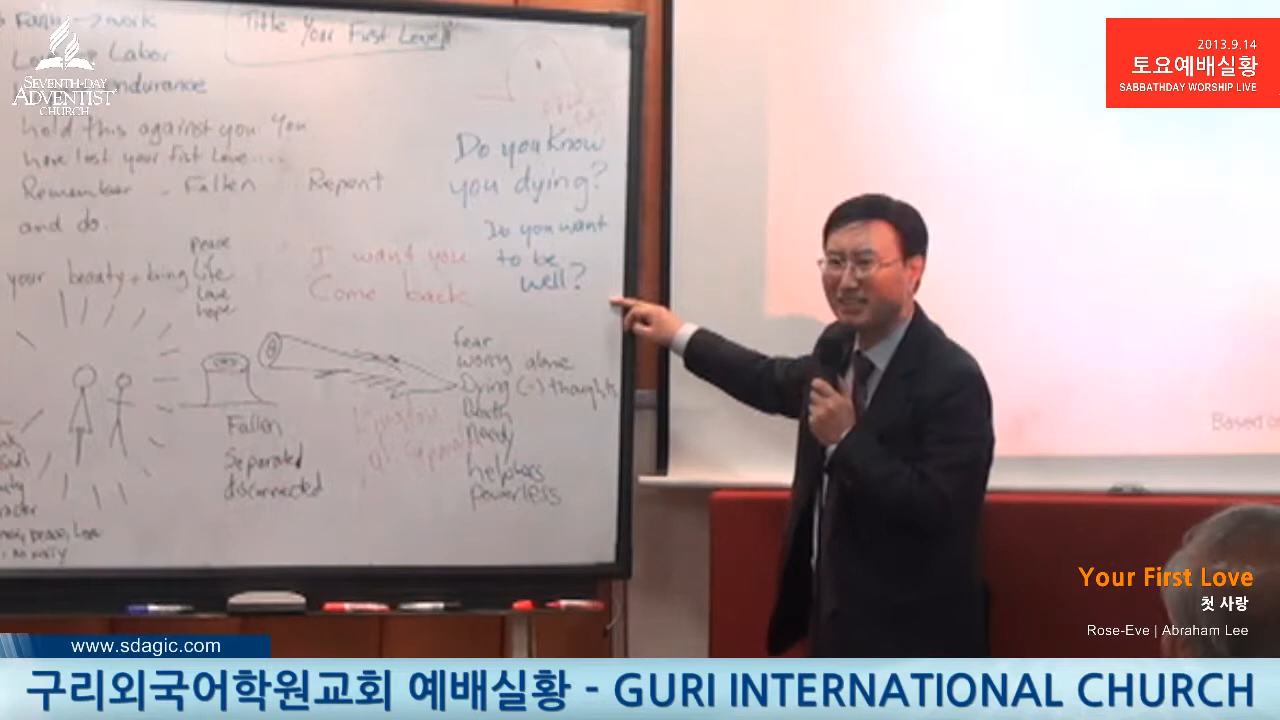 Title Your First Love
Labor
endurance
hold this against you You
have lost your fist Love....
Remember - Fallen Repent
and do.
peace
your beauty + bring Life
Love
hope
I want you
Come back
Do you know
you dying?
Do you want
to be
well?
Fallen
Separated
disconnected
fear
worry alone
Dying (-) thoughts
Death
needy
helpless
powerless
SEVENTH-DAY
ADVENTIST
CHURCH
2013.9.14
토요예배실황
SABBATHDAY WORSHIP LIVE
Based on
Your First Love
첫 사랑
Rose-Eve | Abraham Lee
www.sdagic.com
구리외국어학원교회 예배실황 - GURI INTERNATIONAL CHURCH